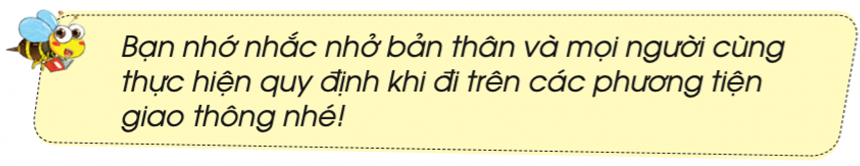 Bạn nhớ nhắc nhở bản thân và mọi người cùng
thực hiện quy định khi đi trên các phương tiện
giao thông nhé!